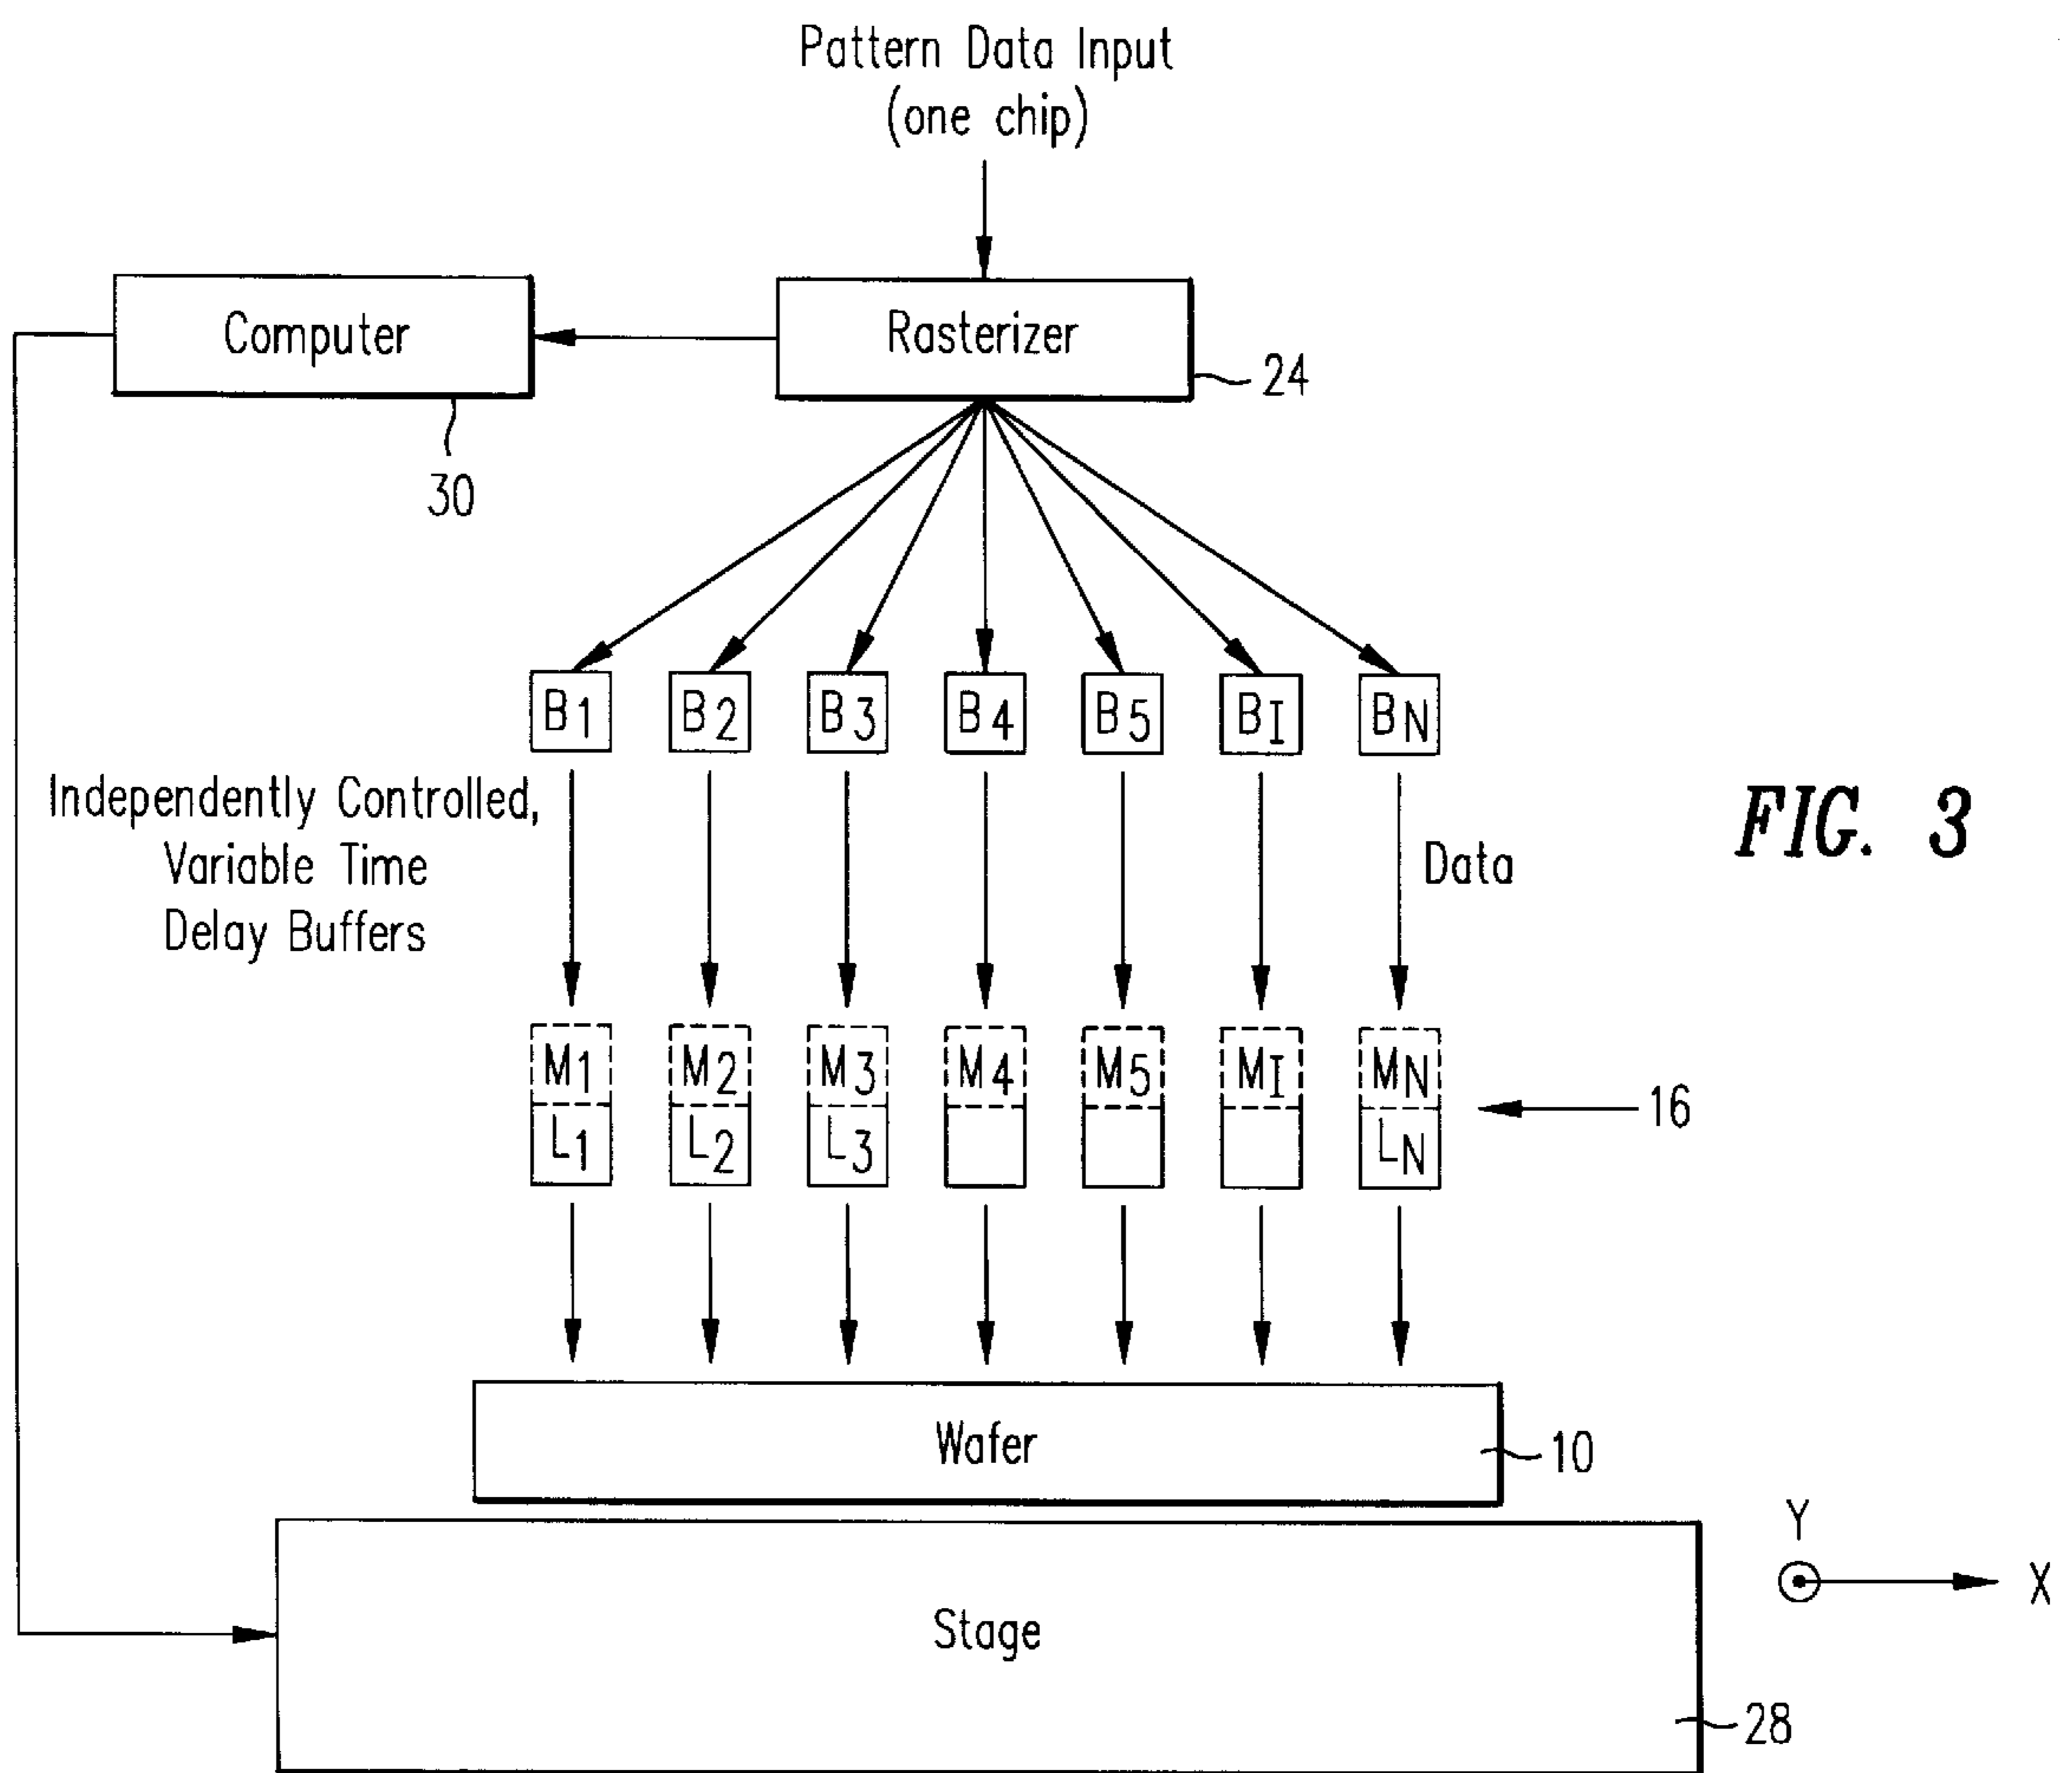 Pattern Data Input
(one chip)
Computer
Rasterizer
24
30
B1 B2 B3 B4 B5 BI BN
Independently Controlled,
Variable Time
Delay Buffers
Data
FIG. 3
M1 M2 M3 M4 M5 MI MN
16
L1 L2 L3 LN
Wafer
10
Y
X
Stage
28